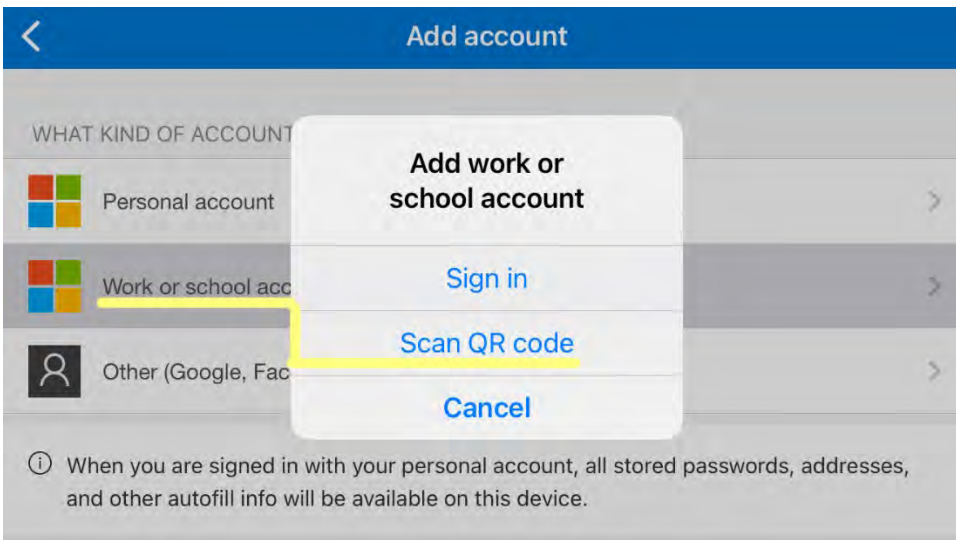 Add account
WHAT KIND OF ACCOUNT
Add work or
school account
Personal account
Sign in
Work or school acc
Scan QR code
Other (Google, Fac
Cancel
When you are signed in with your personal account, all stored passwords, addresses,
and other autofill info will be available on this device.